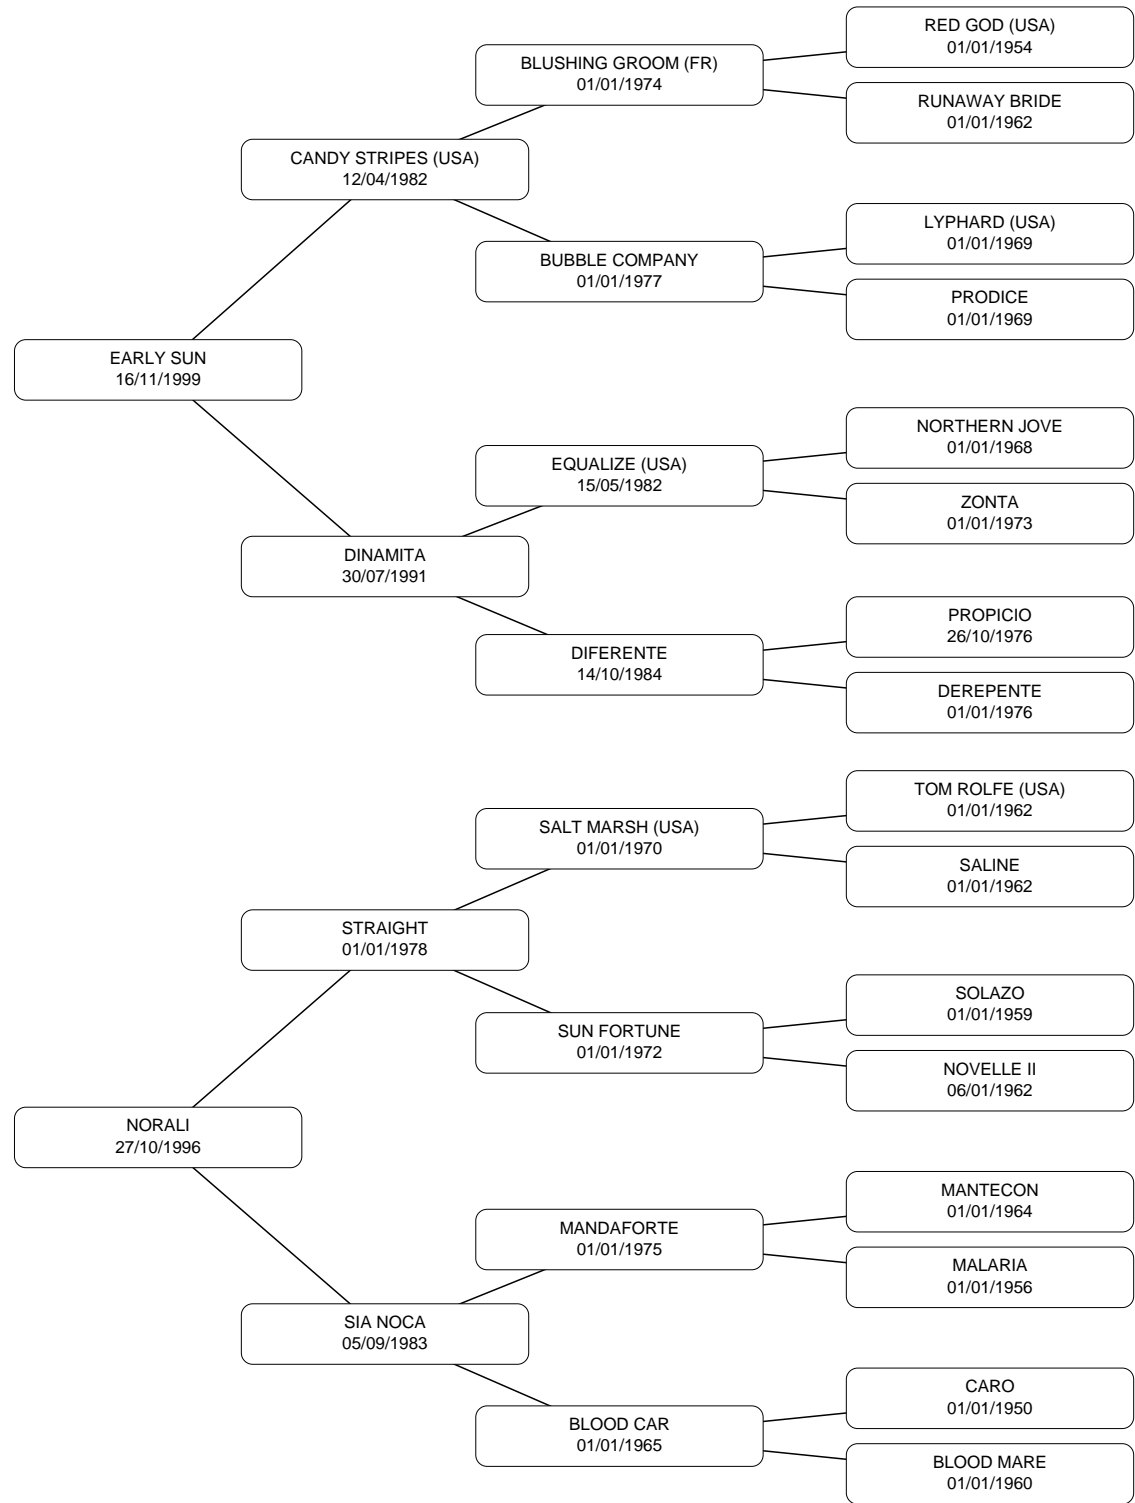 RED GOD (USA)
01/01/1954
BLUSHING GROOM (FR)
01/01/1974
RUNAWAY BRIDE
01/01/1962
CANDY STRIPES (USA)
12/04/1982
LYPHARD (USA)
01/01/1969
BUBBLE COMPANY
01/01/1977
PRODICE
01/01/1969
EARLY SUN
16/11/1999
NORTHERN JOVE
01/01/1968
EQUALIZE (USA)
15/05/1982
ZONTA
01/01/1973
DINAMITA
30/07/1991
PROPICIO
26/10/1976
DIFERENTE
14/10/1984
DEREPENTE
01/01/1976
TOM ROLFE (USA)
01/01/1962
SALT MARSH (USA)
01/01/1970
SALINE
01/01/1962
STRAIGHT
01/01/1978
SOLAZO
01/01/1959
SUN FORTUNE
01/01/1972
NOVELLE II
06/01/1962
NORALI
27/10/1996
MANTECON
01/01/1964
MANDAFORTE
01/01/1975
MALARIA
01/01/1956
SIA NOCA
05/09/1983
CARO
01/01/1950
BLOOD CAR
01/01/1965
BLOOD MARE
01/01/1960